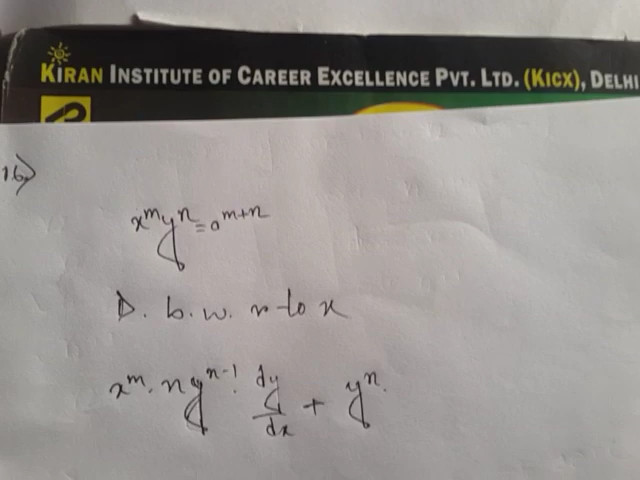 KIRAN INSTITUTE OF CAREER EXCELLENCE PVT. LTD. (KICX), DELHI
16)
x^m y^n = a^{m+n}
D. b. w. r to x
x^m . n y^{n-1} dy/dx + y^n.